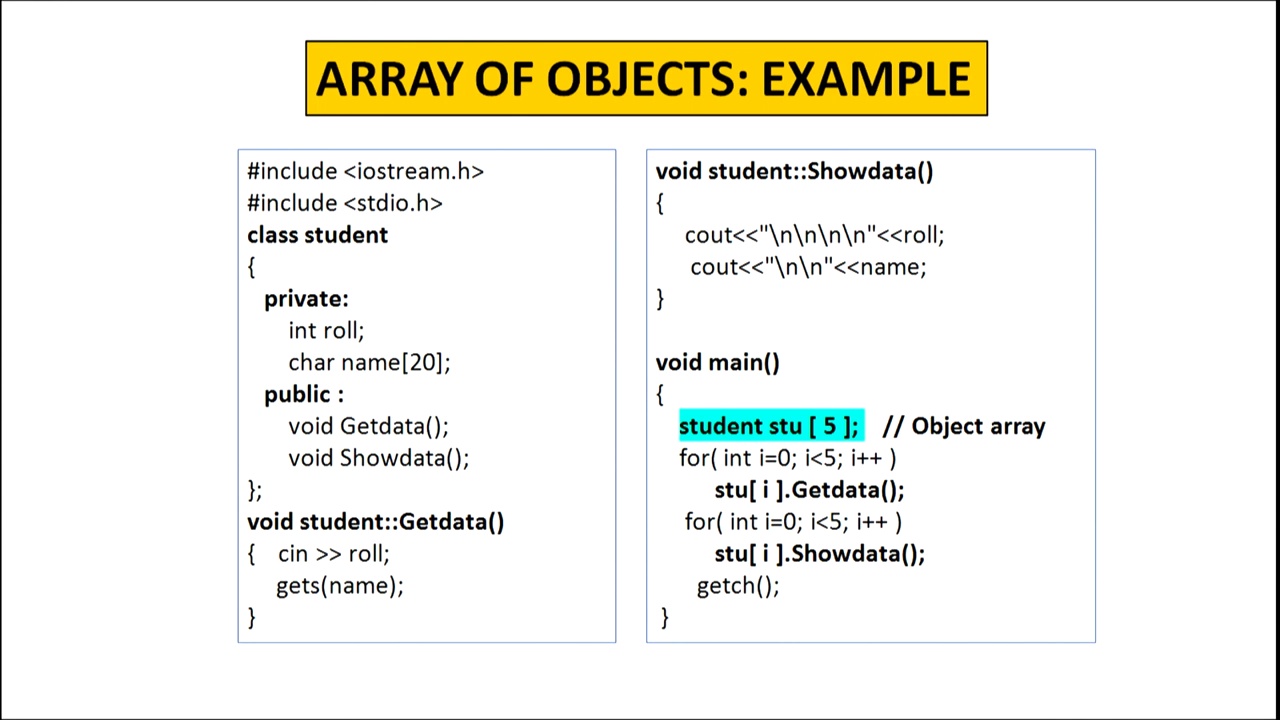 ARRAY OF OBJECTS: EXAMPLE
#include <iostream.h>
#include <stdio.h>
class student
{
private:
int roll;
char name[20];
public :
void Getdata();
void Showdata();
};
void student::Getdata()
{ cin >> roll;
gets(name);
}
void student::Showdata()
{
cout<<"\n\n\n\n"<<roll;
cout<<"\n\n"<<name;
}
void main()
{
student stu [ 5 ]; // Object array
for( int i=0; i<5; i++ )
stu[ i ].Getdata();
for( int i=0; i<5; i++ )
stu[ i ].Showdata();
getch();
}